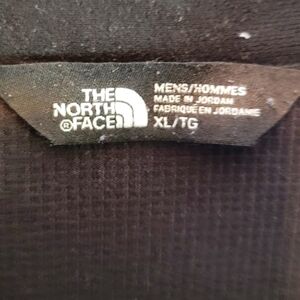 THE
NORTH
®FACE
MENS/HOMMES
MADE IN JORDAN
FABRIQUÉ EN JORDANIE
XL/TG